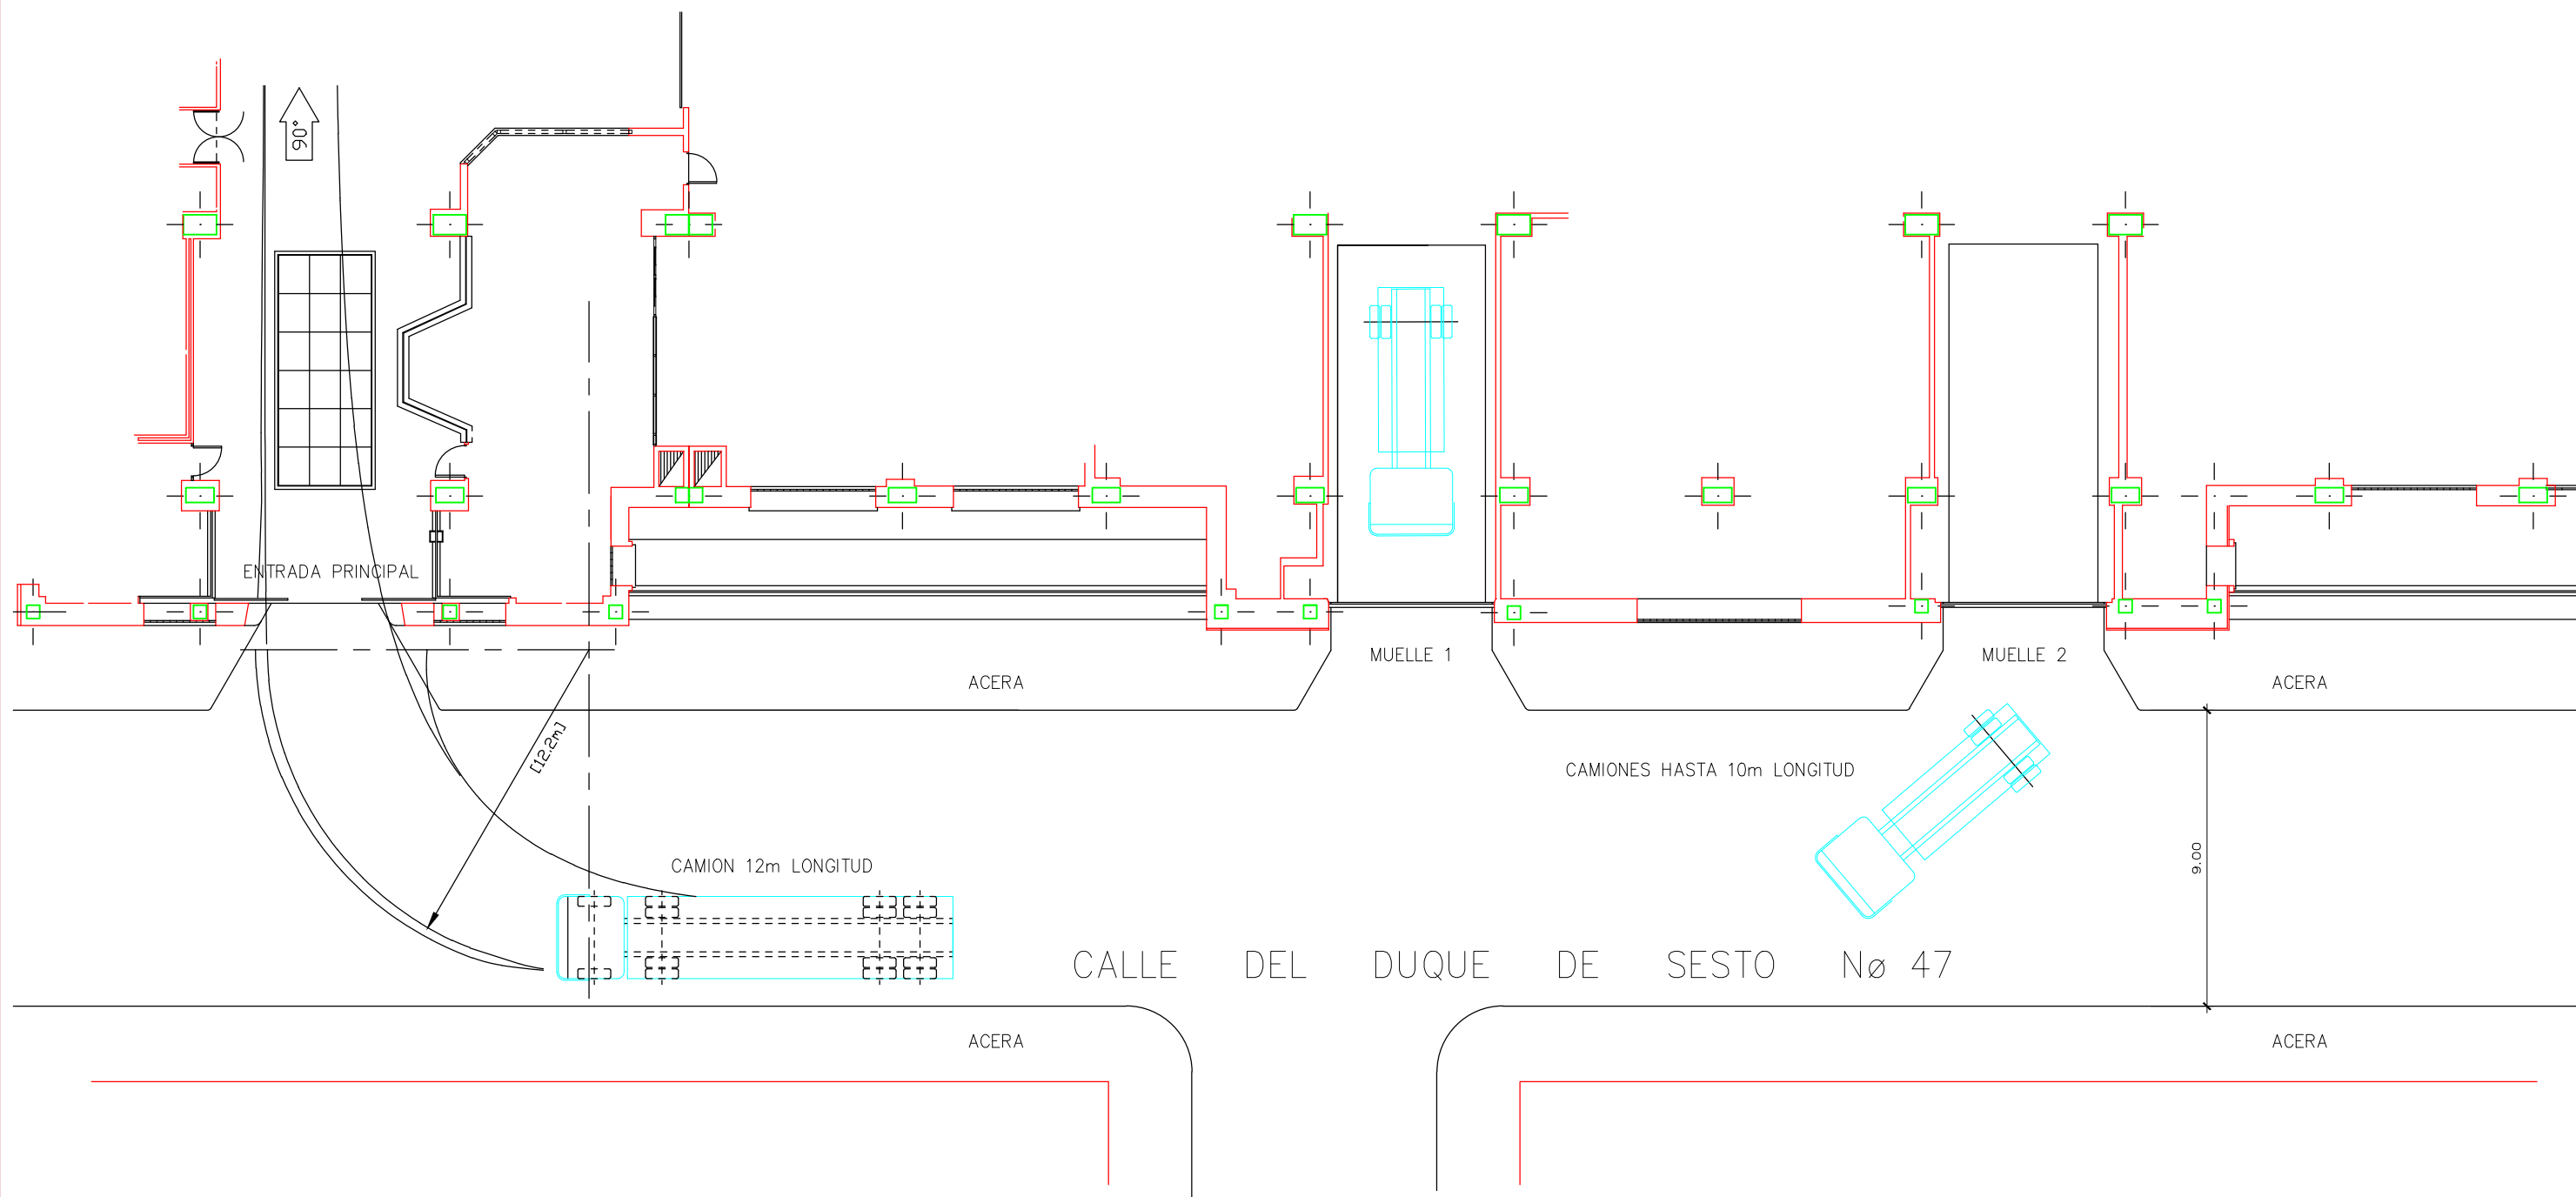 90°
ENTRADA PRINCIPAL
MUELLE 1
MUELLE 2
ACERA
ACERA
[12.2m]
CAMIONES HASTA 10m LONGITUD
CAMION 12m LONGITUD
9.00
CALLE DEL DUQUE DE SESTO Nø 47
ACERA
ACERA